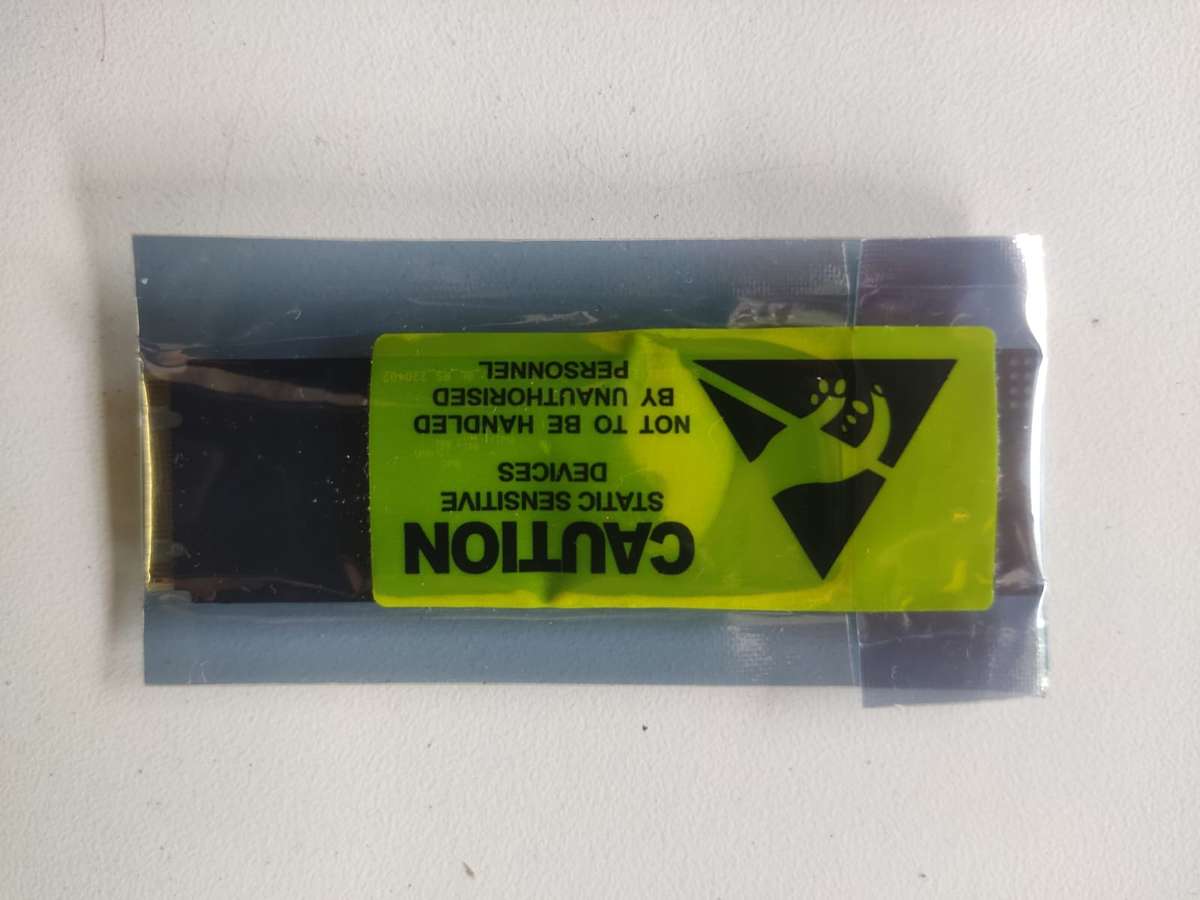 CAUTION
STATIC SENSITIVE
DEVICES
NOT TO BE HANDLED
BY UNAUTHORISED
PERSONNEL